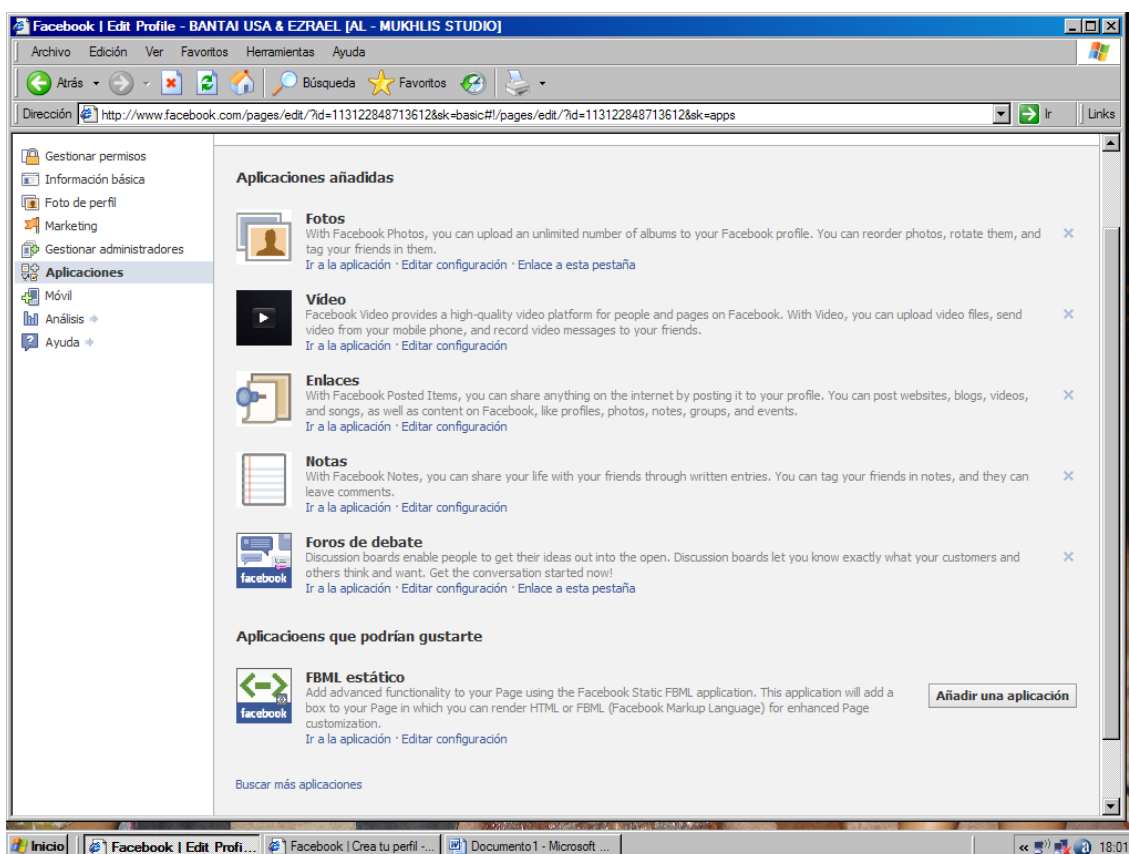 Facebook | Edit Profile - BANTAI USA & EZRAEL [AL - MUKHLIS STUDIO]
Archivo Edición Ver Favoritos Herramientas Ayuda
Atrás Búsqueda Favoritos
Dirección http://www.facebook.com/pages/edit/?id=113122848713612&sk=basic#!/pages/edit/?id=113122848713612&sk=apps Ir Links
Gestionar permisos
Información básica
Foto de perfil
Marketing
Gestionar administradores
Aplicaciones
Móvil
Análisis
Ayuda
Aplicaciones añadidas
Fotos
With Facebook Photos, you can upload an unlimited number of albums to your Facebook profile. You can reorder photos, rotate them, and
tag your friends in them.
Ir a la aplicación · Editar configuración · Enlace a esta pestaña
Vídeo
Facebook Video provides a high-quality video platform for people and pages on Facebook. With Video, you can upload video files, send
video from your mobile phone, and record video messages to your friends.
Ir a la aplicación · Editar configuración
Enlaces
With Facebook Posted Items, you can share anything on the internet by posting it to your profile. You can post websites, blogs, videos,
and songs, as well as content on Facebook, like profiles, photos, notes, groups, and events.
Ir a la aplicación · Editar configuración
Notas
With Facebook Notes, you can share your life with your friends through written entries. You can tag your friends in notes, and they can
leave comments.
Ir a la aplicación · Editar configuración
facebook
Foros de debate
Discussion boards enable people to get their ideas out into the open. Discussion boards let you know exactly what your customers and
others think and want. Get the conversation started now!
Ir a la aplicación · Editar configuración · Enlace a esta pestaña
Aplicacioens que podrían gustarte
facebook
FBML estático
Add advanced functionality to your Page using the Facebook Static FBML application. This application will add a
box to your Page in which you can render HTML or FBML (Facebook Markup Language) for enhanced Page
customization.
Ir a la aplicación · Editar configuración
Añadir una aplicación
Buscar más aplicaciones
Inicio Facebook | Edit Profi... Facebook | Crea tu perfil -... Documento1 - Microsoft ... 18:01